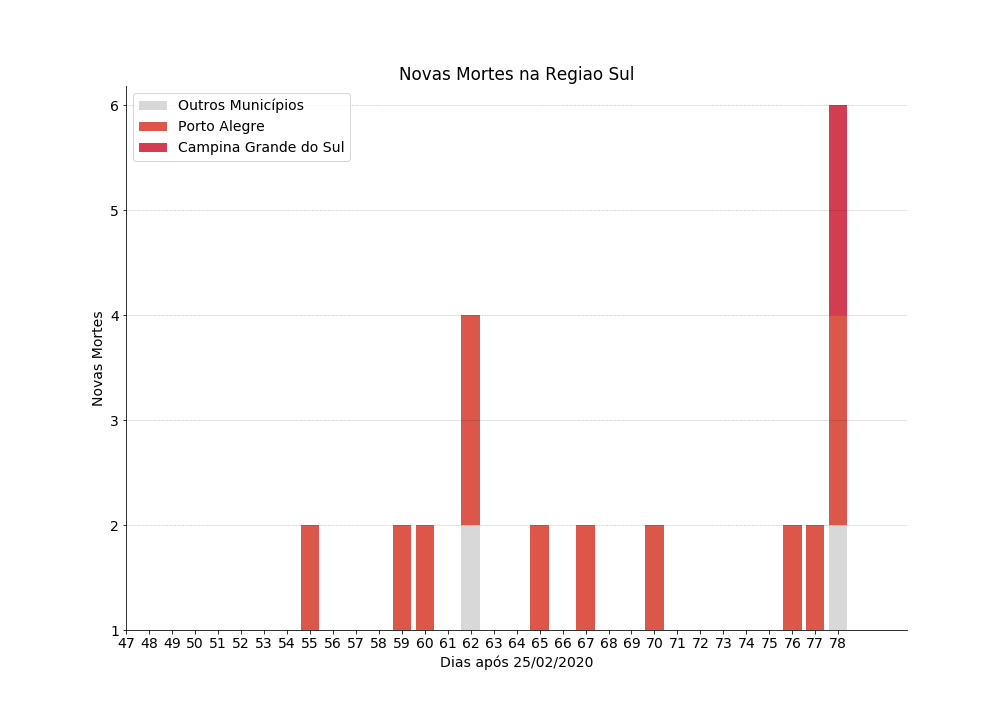 Novas Mortes na Regiao Sul
Outros Municípios
Porto Alegre
Campina Grande do Sul
Novas Mortes
6
5
4
3
2
1
47 48 49 50 51 52 53 54 55 56 57 58 59 60 61 62 63 64 65 66 67 68 69 70 71 72 73 74 75 76 77 78
Dias após 25/02/2020